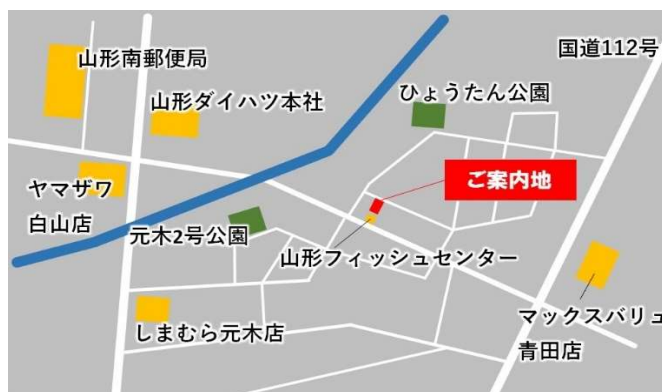 国道112号
山形南郵便局
山形ダイハツ本社
ひょうたん公園
ご案内地
ヤマザワ
白山店
元木2号公園
山形フィッシュセンター
しまむら元木店
マックスバリュ
青田店